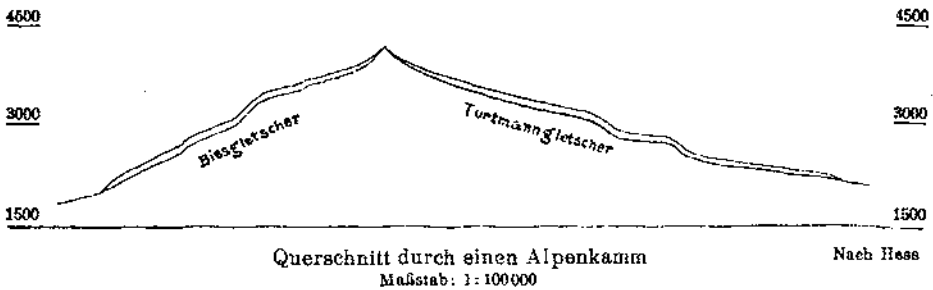 4500 4500
3000 3000
Biesgletscher
Turtmanngletscher
1500 1500
Querschnitt durch einen Alpenkamm
Nach Hess
Maßstab: 1:100000